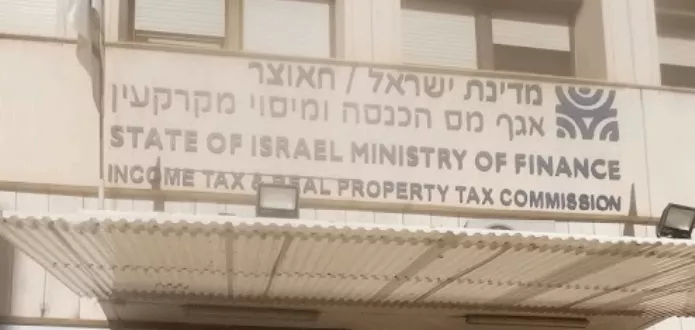 מדינת ישראל / האוצר
אגף מס הכנסה ומיסוי מקרקעין
STATE OF ISRAEL MINISTRY OF FINANCE
INCOME TAX & REAL PROPERTY TAX COMMISSION